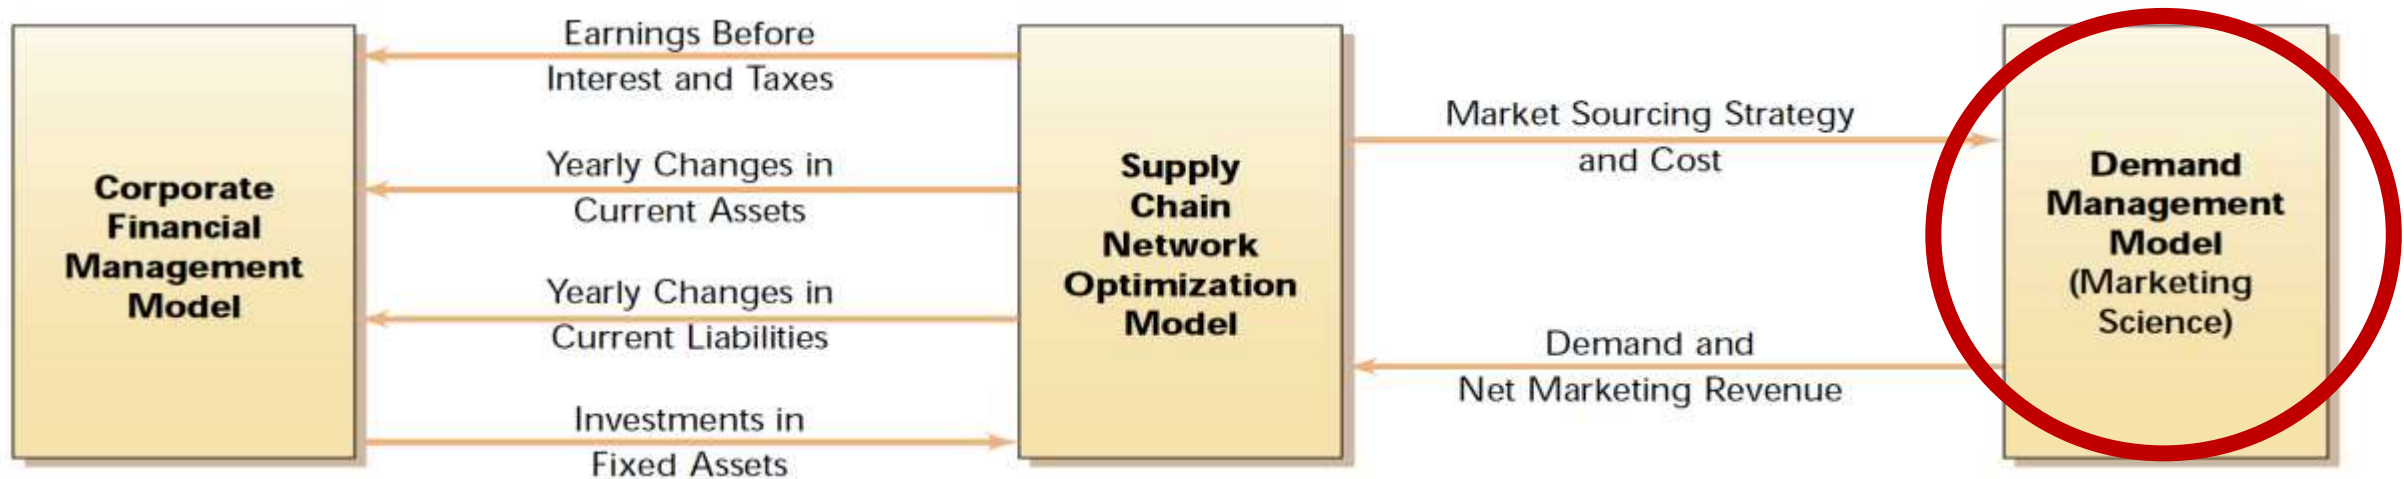 Corporate
Financial
Management
Model
Earnings Before
Interest and Taxes
Yearly Changes in
Current Assets
Yearly Changes in
Current Liabilities
Investments in
Fixed Assets
Supply
Chain
Network
Optimization
Model
Market Sourcing Strategy
and Cost
Demand and
Net Marketing Revenue
Demand
Management
Model
(Marketing
Science)